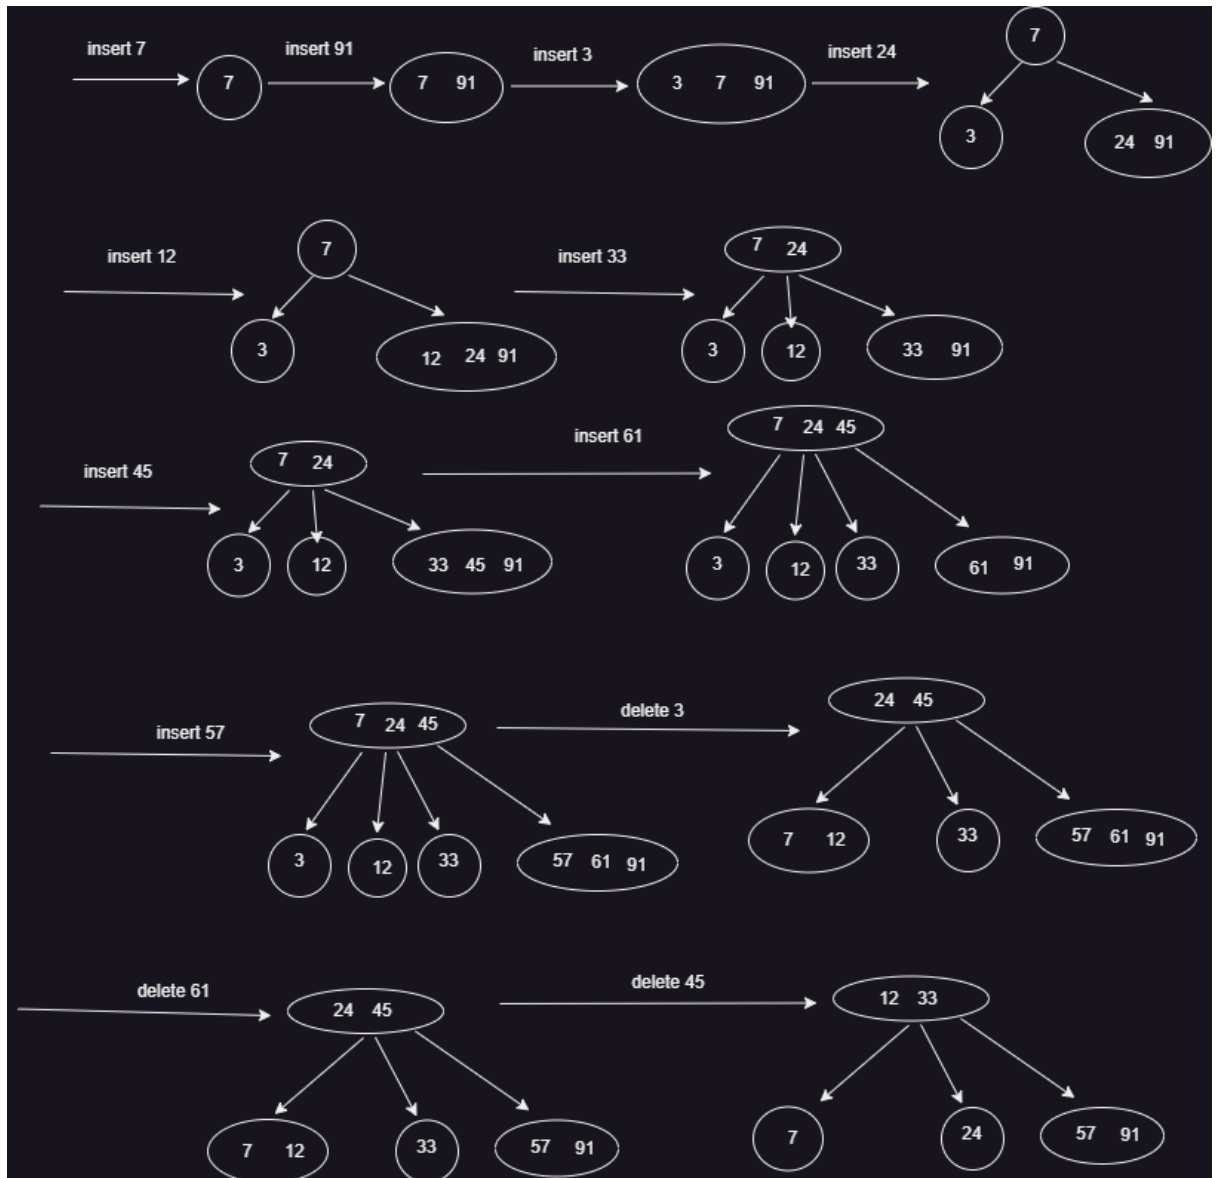 insert 7
7
insert 91
7 91
insert 3
3 7 91
insert 24
7
3
24 91
insert 12
7
3
12 24 91
insert 33
7 24
3
12
33 91
insert 45
7 24
3
12
33 45 91
insert 61
7 24 45
3
12
33
61 91
insert 57
7 24 45
3
12
33
57 61 91
delete 3
24 45
7 12
33
57 61 91
delete 61
24 45
7 12
33
57 91
delete 45
12 33
7
24
57 91